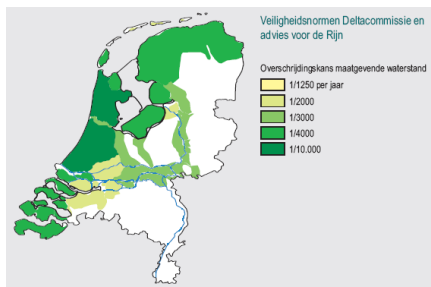 Veiligheidsnormen Deltacommissie en
advies voor de Rijn
Overschrijdingskans maatgevende waterstand
1/1250 per jaar
1/2000
1/3000
1/4000
1/10.000